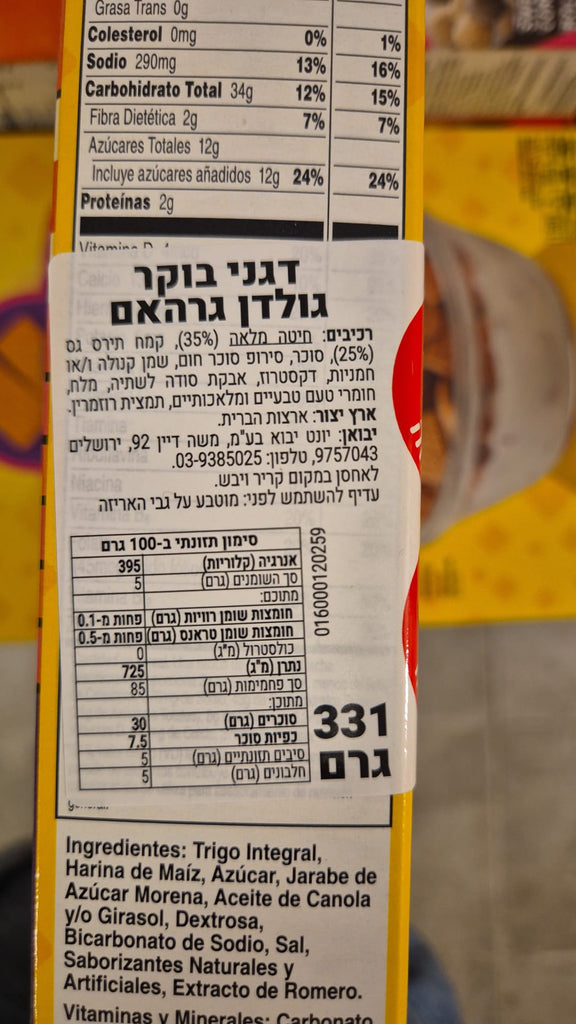 Grasa Trans 0g
Colesterol 0mg 0% 1%
Sodio 290mg 13% 16%
Carbohidrato Total 34g 12% 15%
Fibra Dietética 2g 7% 7%
Azúcares Totales 12g
Incluye azúcares añadidos 12g 24% 24%
Proteínas 2g
Vitamina D
דגני בוקר
גולדן גרהאם
רכיבים: חיטה מלאה (35%), קמח תירס גס
(25%), סוכר, סירופ סוכר חום, שמן קנולה ו/או
חמניות, דקסטרוז, אבקת סודה לשתיה, מלח,
חומרי טעם טבעיים ומלאכותיים, תמצית רוזמרין.
ארץ יצור: ארצות הברית.
יבואן: יונט יבוא בע"מ, משה דיין 92, ירושלים
9757043, טלפון: 03-9385025.
לאחסן במקום קריר ויבש.
עדיף להשתמש לפני: מוטבע על גבי האריזה
סימון תזונתי ב-100 גרם
אנרגיה (קלוריות) 395
סך השומנים (גרם) 5
מתוכם:
חומצות שומן רוויות (גרם) פחות מ-0.1
חומצות שומן טראנס (גרם) פחות מ-0.5
כולסטרול (מ"ג) 0
נתרן (מ"ג) 725
סך פחמימות (גרם) 85
מתוכן:
סוכרים (גרם) 30
כפיות סוכר 7.5
סיבים תזונתיים (גרם) 5
חלבונים (גרם) 5
016000120259
331
גרם
Ingredientes: Trigo Integral,
Harina de Maíz, Azúcar, Jarabe de
Azúcar Morena, Aceite de Canola
y/o Girasol, Dextrosa,
Bicarbonato de Sodio, Sal,
Saborizantes Naturales y
Artificiales, Extracto de Romero.
Vitaminas y Minerales: Carbonato